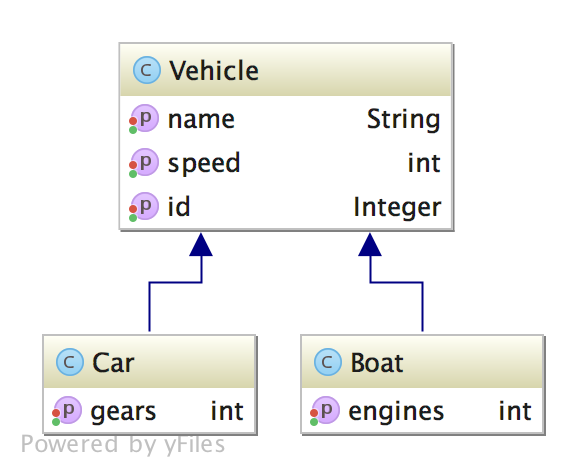 C Vehicle
p name String
p speed int
p id Integer
C Car
p gears int
C Boat
p engines int
Powered by yFiles